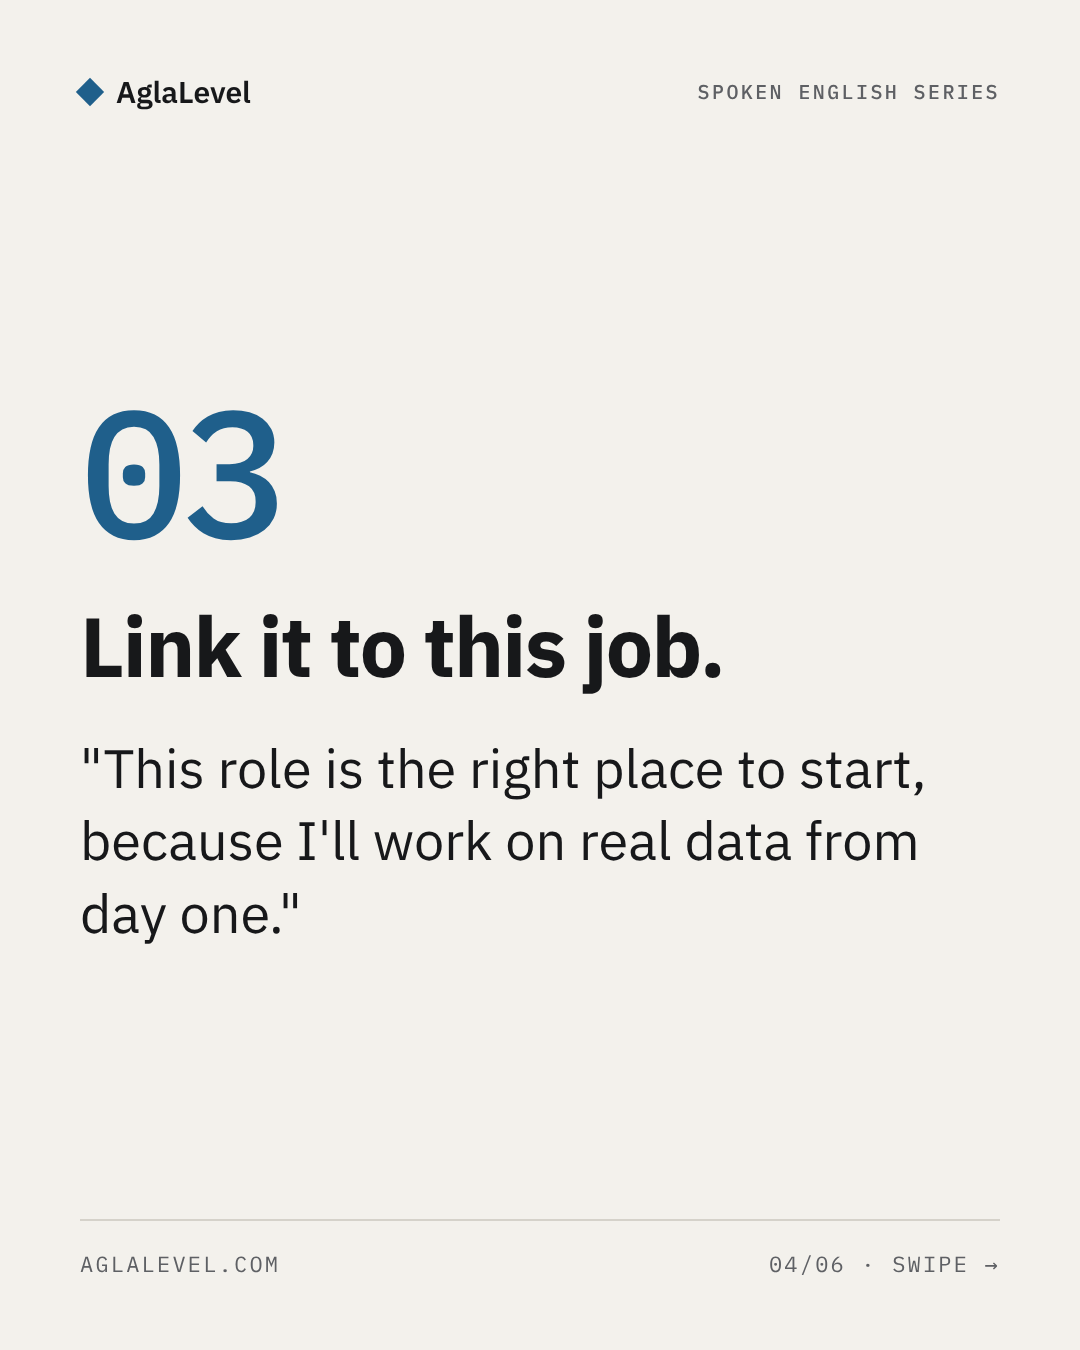 AglaLevel
SPOKEN ENGLISH SERIES
03
Link it to this job.
"This role is the right place to start,
because I'll work on real data from
day one."
AGLALEVEL.COM
04/06 · SWIPE →